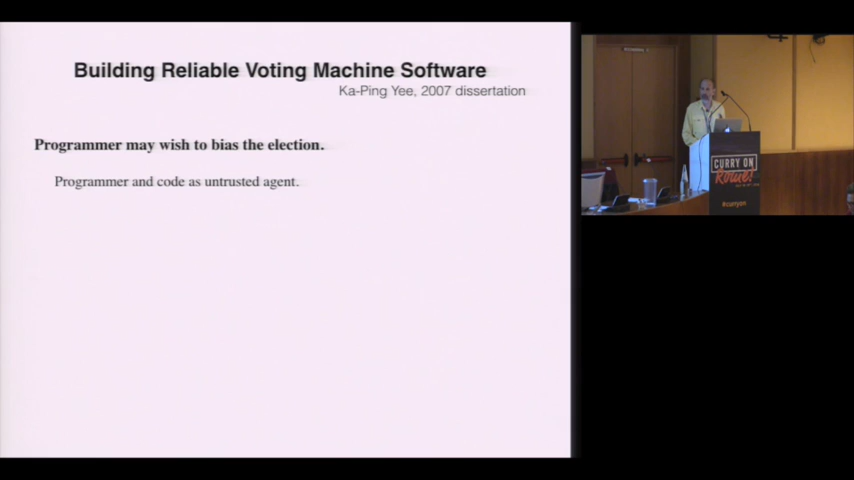 Building Reliable Voting Machine Software
Ka-Ping Yee, 2007 dissertation
Programmer may wish to bias the election.
Programmer and code as untrusted agent.
CURRY ON
Rome!
#curryon